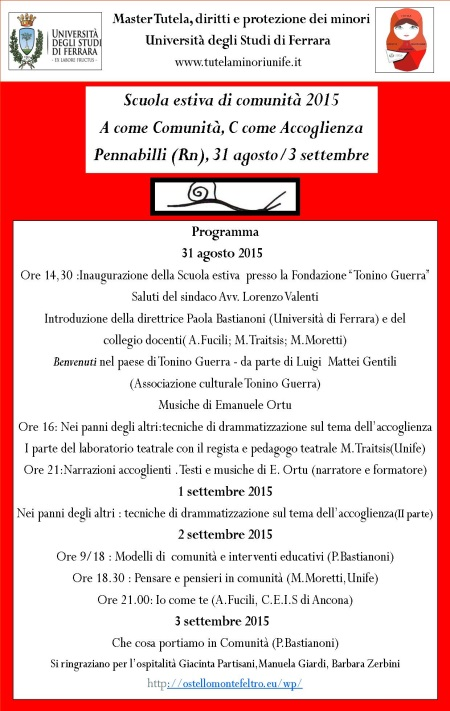 UNIVERSITÀ
DEGLI STUDI
DI FERRARA
- EX LABORE FRUCTUS -
Master Tutela, diritti e protezione dei minori
Università degli Studi di Ferrara
www.tutelaminoriunife.it
Scuola estiva di comunità 2015
A come Comunità, C come Accoglienza
Pennabilli (Rn), 31 agosto/3 settembre
Programma
31 agosto 2015
Ore 14,30 :Inaugurazione della Scuola estiva presso la Fondazione "Tonino Guerra"
Saluti del sindaco Avv. Lorenzo Valenti
Introduzione della direttrice Paola Bastianoni (Università di Ferrara) e del
collegio docenti( A.Fucili; M.Traitsis; M.Moretti)
Benvenuti nel paese di Tonino Guerra - da parte di Luigi Mattei Gentili
(Associazione culturale Tonino Guerra)
Musiche di Emanuele Ortu
Ore 16: Nei panni degli altri:tecniche di drammatizzazione sul tema dell'accoglienza
I parte del laboratorio teatrale con il regista e pedagogo teatrale M.Traitsis(Unife)
Ore 21:Narrazioni accoglienti .Testi e musiche di E. Ortu (narratore e formatore)
1 settembre 2015
Nei panni degli altri : tecniche di drammatizzazione sul tema dell'accoglienza(II parte)
2 settembre 2015
Ore 9/18 : Modelli di comunità e interventi educativi (P.Bastianoni)
Ore 18.30 : Pensare e pensieri in comunità (M.Moretti,Unife)
Ore 21.00: Io come te (A.Fucili, C.E.I.S di Ancona)
3 settembre 2015
Che cosa portiamo in Comunità (P.Bastianoni)
Si ringraziano per l'ospitalità Giacinta Partisani,Manuela Giardi, Barbara Zerbini
http://ostellomontefeltro.eu/wp/